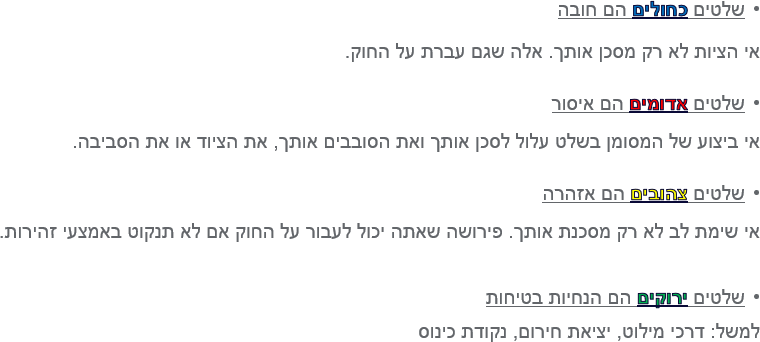 • שלטים כחולים הם חובה
אי הציות לא רק מסכן אותך. אלה שגם עברת על החוק.
• שלטים אדומים הם איסור
אי ביצוע של המסומן בשלט עלול לסכן אותך ואת הסובבים אותך, את הציוד או את הסביבה.
• שלטים צהובים הם אזהרה
אי שימת לב לא רק מסכנת אותך. פירושה שאתה יכול לעבור על החוק אם לא תנקוט באמצעי זהירות.
• שלטים ירוקים הם הנחיות בטיחות
למשל: דרכי מילוט, יציאת חירום, נקודת כינוס